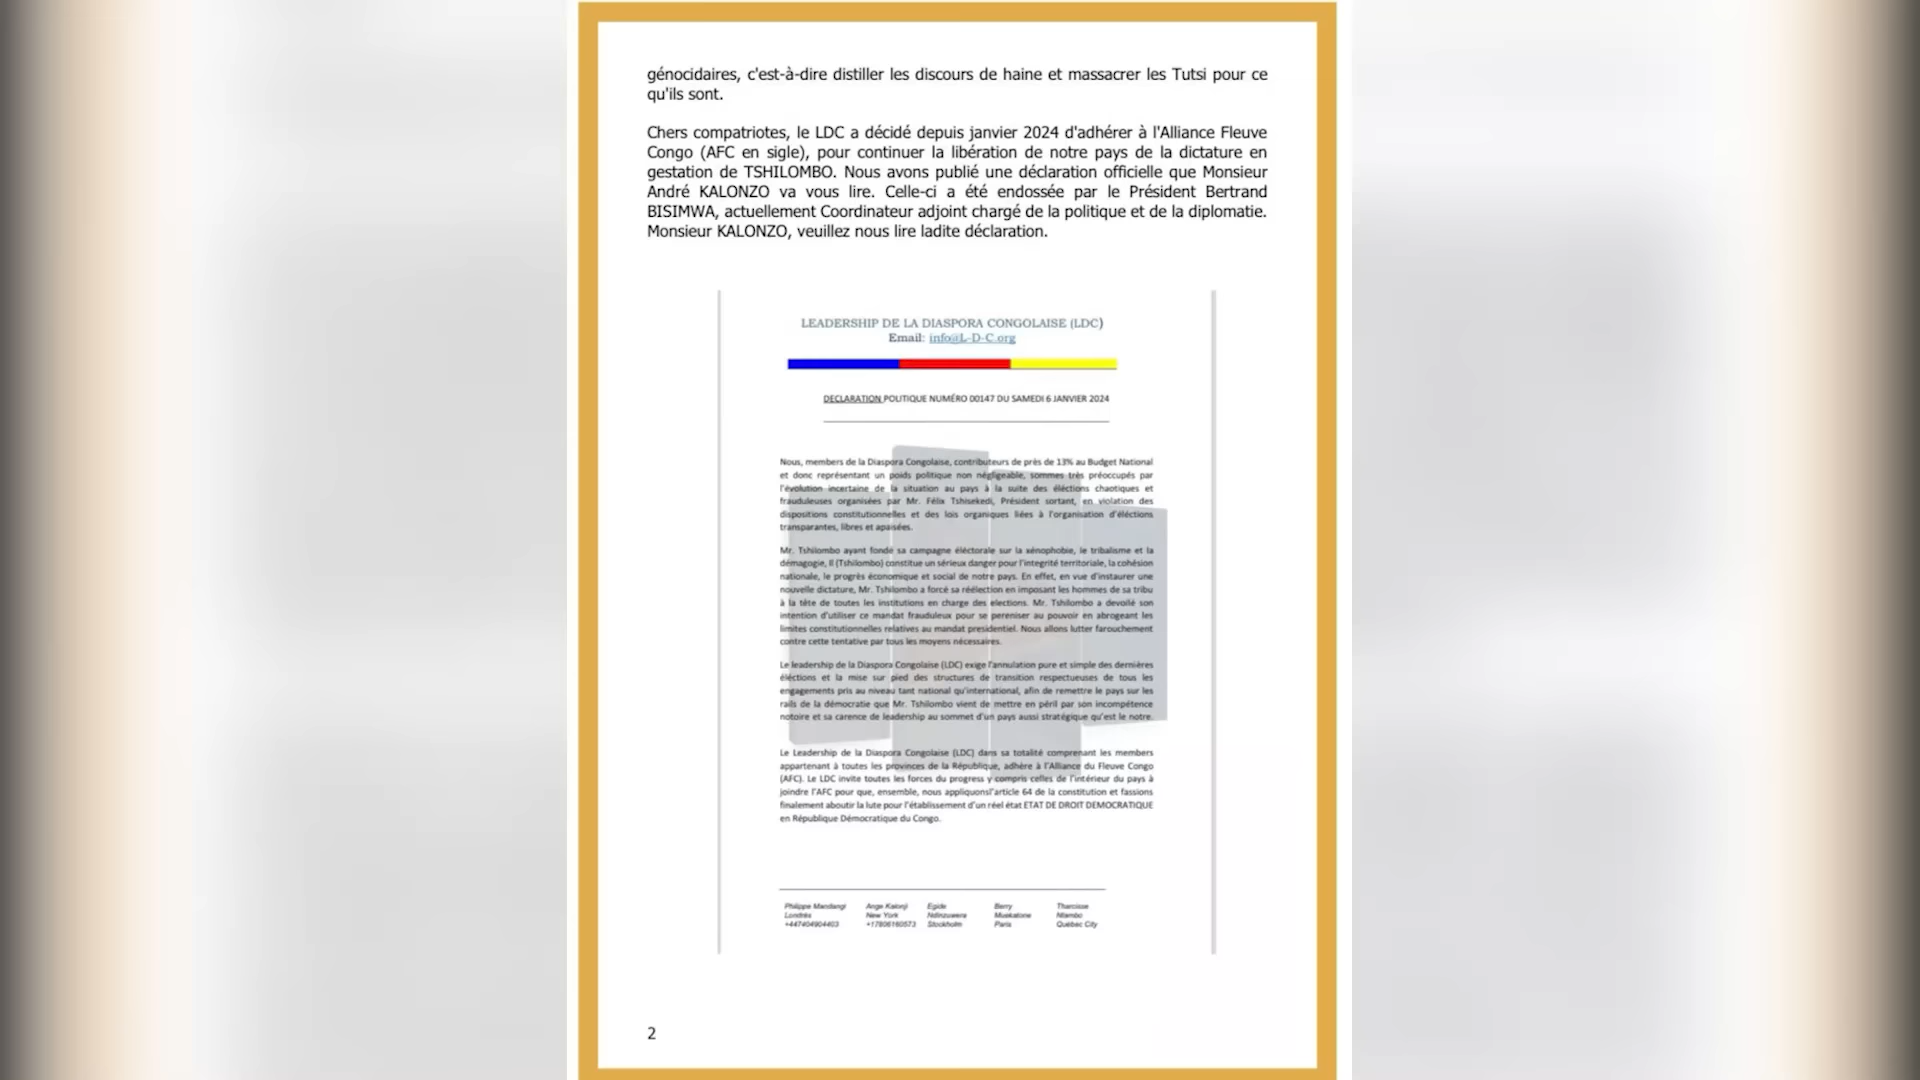 génocidaires, c'est-à-dire distiller les discours de haine et massacrer les Tutsi pour ce
qu'ils sont.
Chers compatriotes, le LDC a décidé depuis janvier 2024 d'adhérer à l'Alliance Fleuve
Congo (AFC en sigle), pour continuer la libération de notre pays de la dictature en
gestation de TSHILOMBO. Nous avons publié une déclaration officielle que Monsieur
André KALONZO va vous lire. Celle-ci a été endossée par le Président Bertrand
BISIMWA, actuellement Coordinateur adjoint chargé de la politique et de la diplomatie.
Monsieur KALONZO, veuillez nous lire ladite déclaration.
LEADERSHIP DE LA DIASPORA CONGOLAISE (LDC)
Email: info@L-D-C.org
DECLARATION POLITIQUE NUMÉRO 00147 DU SAMEDI 6 JANVIER 2024
Nous, members de la Diaspora Congolaise, contributeurs de près de 13% au Budget National
et donc représentant un poids politique non négligeable, sommes très préoccupés par
l'évolution incertaine de la situation au pays à la suite des éléctions chaotiques et
frauduleuses organisées par Mr. Félix Tshisekedi, Président sortant, en violation des
dispositions constitutionnelles et des lois organiques liées à l'organisation d'éléctions
transparantes, libres et apaisées.
Mr. Tshilombo ayant fondé sa campagne éléctorale sur la xénophobie, le tribalisme et la
démagogie, Il (Tshilombo) constitue un sérieux danger pour l'integrité territoriale, la cohésion
nationale, le progrès économique et social de notre pays. En effet, en vue d'instaurer une
nouvelle dictature, Mr. Tshilombo a forcé sa réélection en imposant les hommes de sa tribu
à la tête de toutes les institutions en charge des elections. Mr. Tshilombo a devoilé son
intention d'utiliser ce mandat frauduleux pour se pereniser au pouvoir en abrogeant les
limites constitutionnelles relatives au mandat presidentiel. Nous allons lutter farouchement
contre cette tentative par tous les moyens nécessaires.
Le leadership de la Diaspora Congolaise (LDC) exige l'annulation pure et simple des dernières
éléctions et la mise sur pied des structures de transition respectueuses de tous les
engagements pris au niveau tant national qu'international, afin de remettre le pays sur les
rails de la démocratie que Mr. Tshilombo vient de mettre en péril par son incompétence
notoire et sa carence de leadership au sommet d'un pays aussi stratégique qu'est le notre.
Le Leadership de la Diaspora Congolaise (LDC) dans sa totalité comprenant les members
appartenant à toutes les provinces de la République, adhère à l'Alliance du Fleuve Congo
(AFC). Le LDC invite toutes les forces du progress y compris celles de l'intérieur du pays à
joindre l'AFC pour que, ensemble, nous appliquonsl'article 64 de la constitution et fassions
finalement aboutir la lute pour l'établissement d'un réel état ETAT DE DROIT DEMOCRATIQUE
en République Démocratique du Congo.
Philippe Mandangi Ange Kalonji Egide Berry Tharcisse
Londrès New York Ndinzuwera Muakatone Ntambo
+447404904403 +17806160573 Stockholm Paris Québec City
2